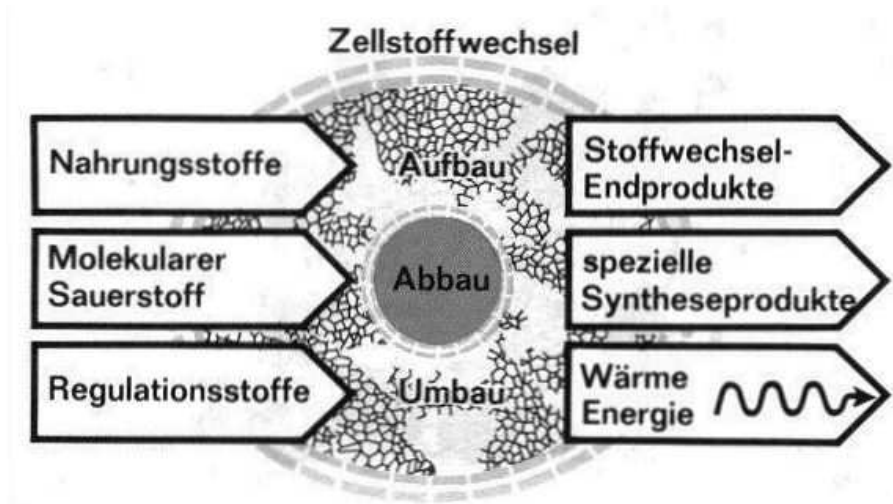 Zellstoffwechsel
Nahrungsstoffe
Aufbau
Stoffwechsel-
Endprodukte
Molekularer
Sauerstoff
Abbau
spezielle
Syntheseprodukte
Regulationsstoffe
Umbau
Wärme
Energie